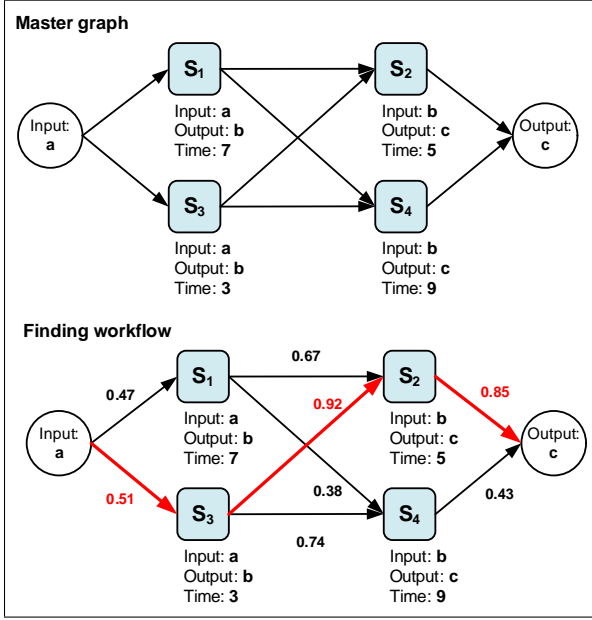 Master graph
S₁
S₂
Input: a
Output: b
Time: 7
Input: b
Output: c
Time: 5
Input:
a
Output:
c
S₃
S₄
Input: a
Output: b
Time: 3
Input: b
Output: c
Time: 9
Finding workflow
0.67
S₁
S₂
0.47
0.92
0.85
Input: a
Output: b
Time: 7
Input: b
Output: c
Time: 5
Input:
a
Output:
c
0.51
0.38
0.43
S₃
S₄
0.74
Input: a
Output: b
Time: 3
Input: b
Output: c
Time: 9